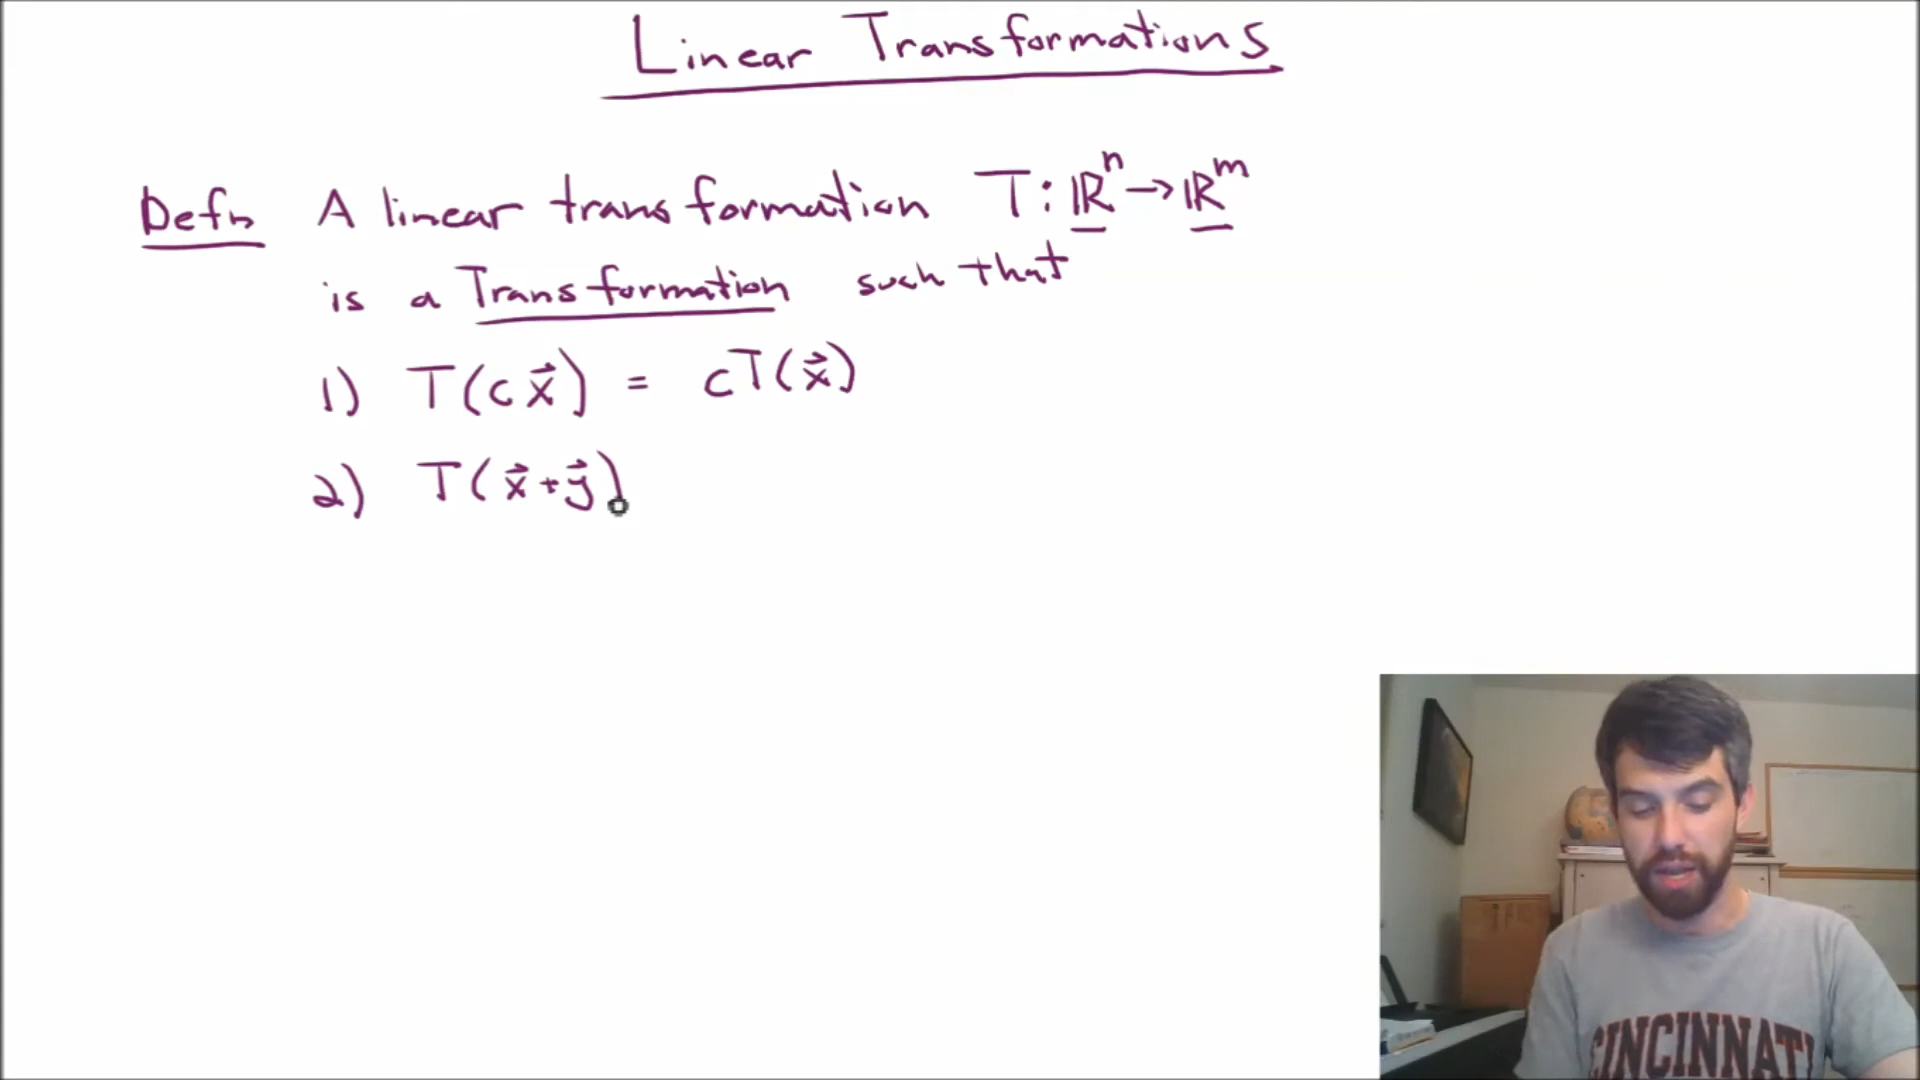 Linear Transformations
Defn A linear transformation T: ℝⁿ → ℝᵐ
is a Transformation such that
1) T(c x⃗) = cT(x⃗)
2) T(x⃗+y⃗)
CINCINNATI